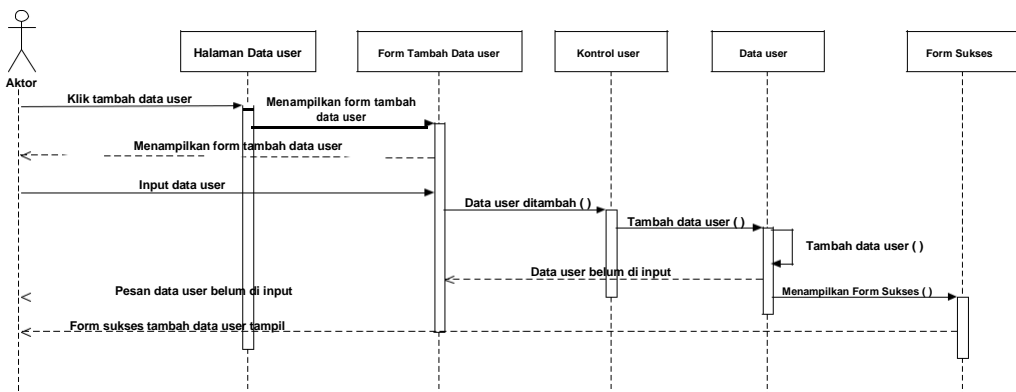 Halaman Data user
Form Tambah Data user
Kontrol user
Data user
Form Sukses
Aktor
Klik tambah data user
Menampilkan form tambah
data user
Menampilkan form tambah data user
Input data user
Data user ditambah ( )
Tambah data user ( )
Tambah data user ( )
Data user belum di input
Pesan data user belum di input
Menampilkan Form Sukses ( )
Form sukses tambah data user tampil